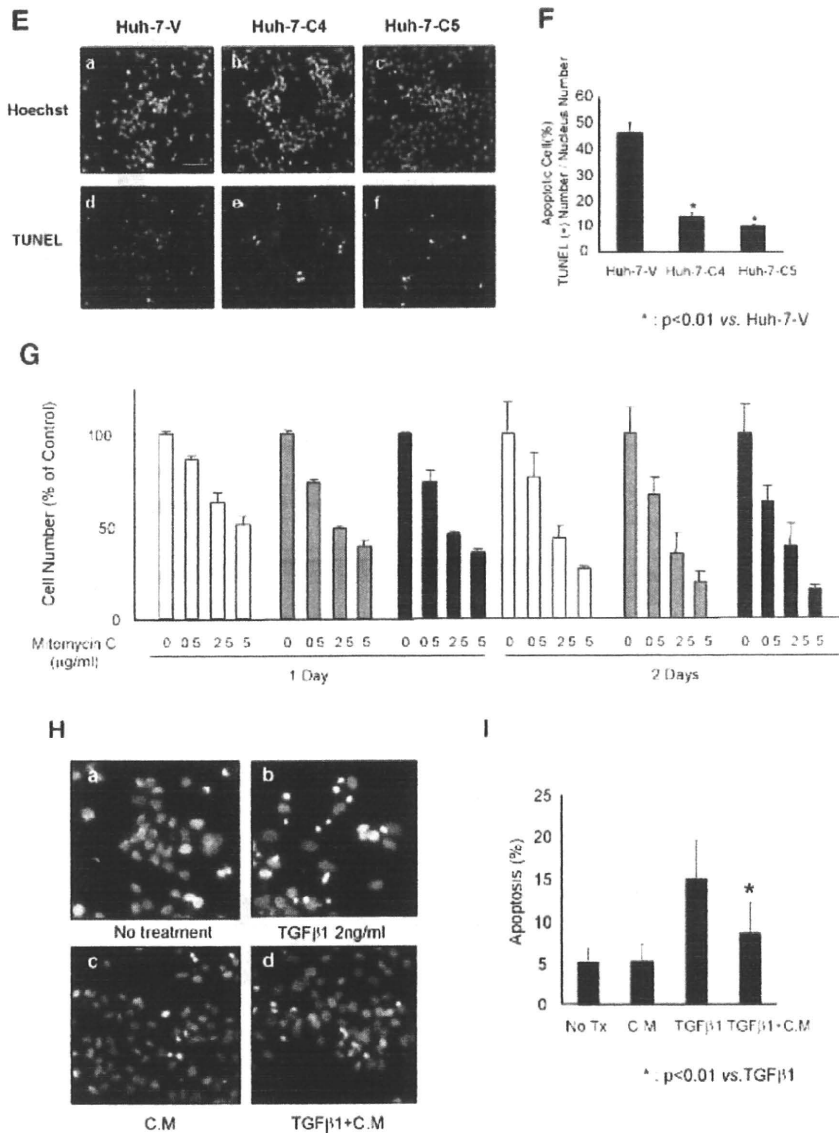 E
Huh-7-V Huh-7-C4 Huh-7-C5
a b c
Hoechst
d e f
TUNEL
F
Apoptotic Cell(%)
TUNEL (+) Number / Nucleus Number
60
50
40
30
20
10
0
* *
Huh-7-V Huh-7-C4 Huh-7-C5
* : p<0.01 vs. Huh-7-V
G
Cell Number (% of Control)
100
50
0
Mitomycin C
(µg/ml)
0 0.5 2.5 5 0 0.5 2.5 5 0 0.5 2.5 5 0 0.5 2.5 5 0 0.5 2.5 5 0 0.5 2.5 5
1 Day 2 Days
H
a b
No treatment TGFβ1 2ng/ml
c d
C.M TGFβ1+C.M
I
Apoptosis (%)
25
20
15
10
5
0
*
No Tx C.M TGFβ1 TGFβ1+C.M
* : p<0.01 vs.TGFβ1